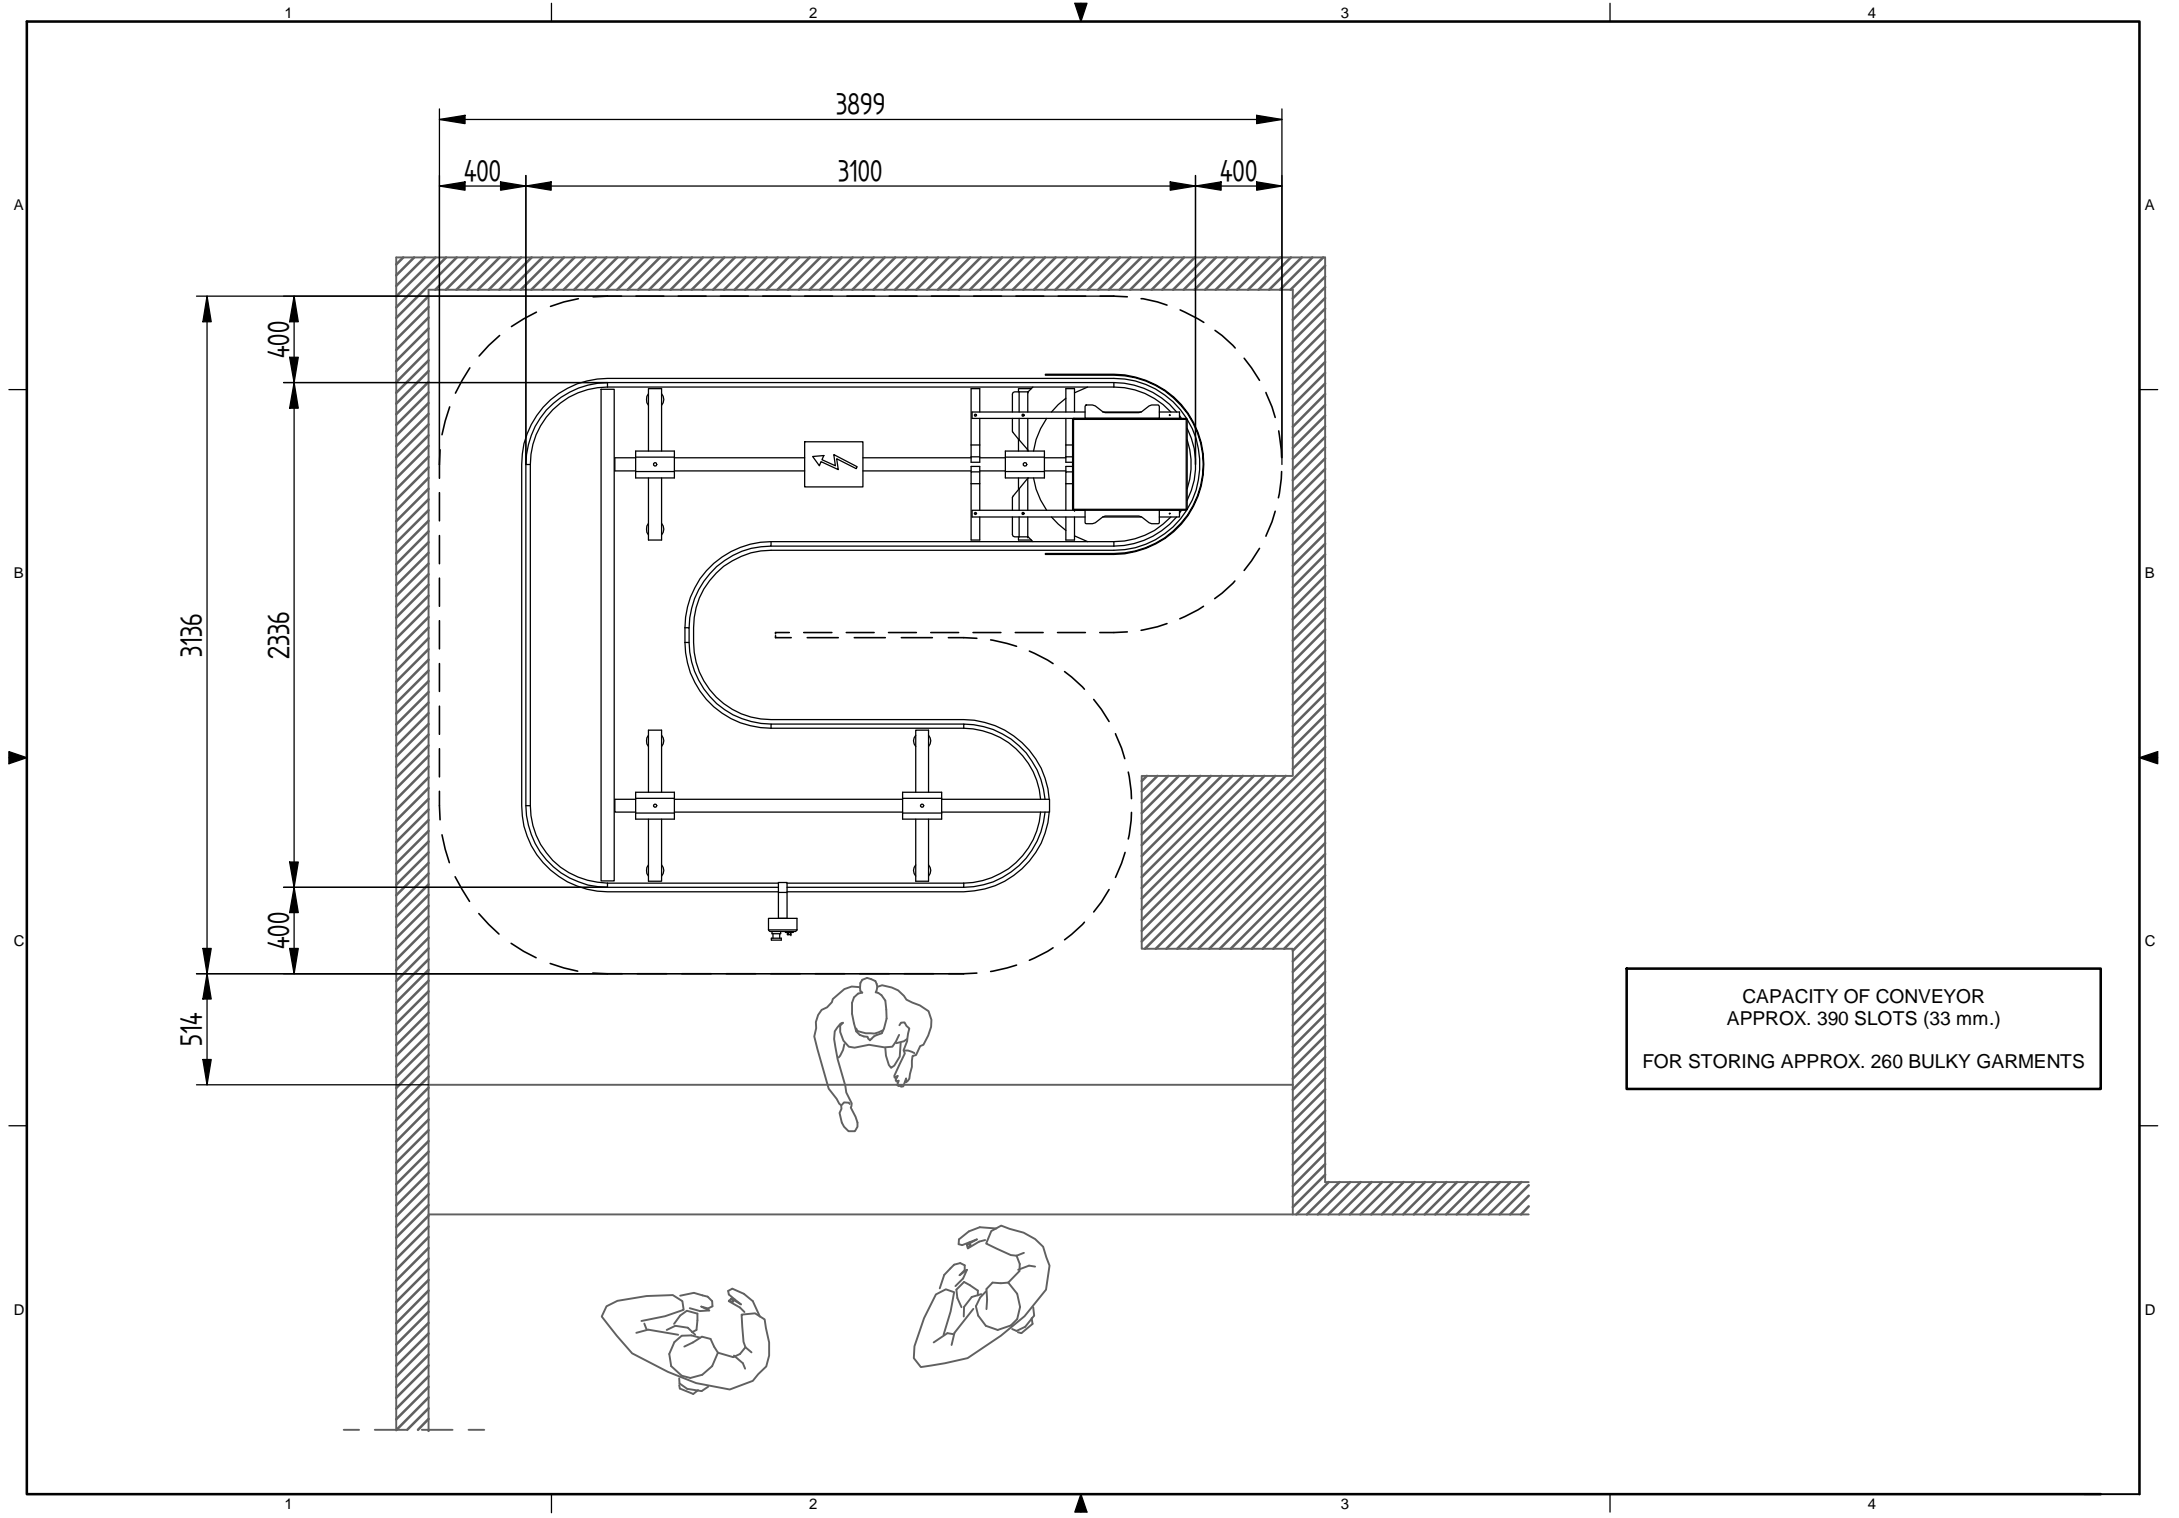 1 2 3 4
3899
400 3100 400
A A
400
B B
3136 2336
C C
400
514
CAPACITY OF CONVEYOR
APPROX. 390 SLOTS (33 mm.)
FOR STORING APPROX. 260 BULKY GARMENTS
D D
1 2 3 4